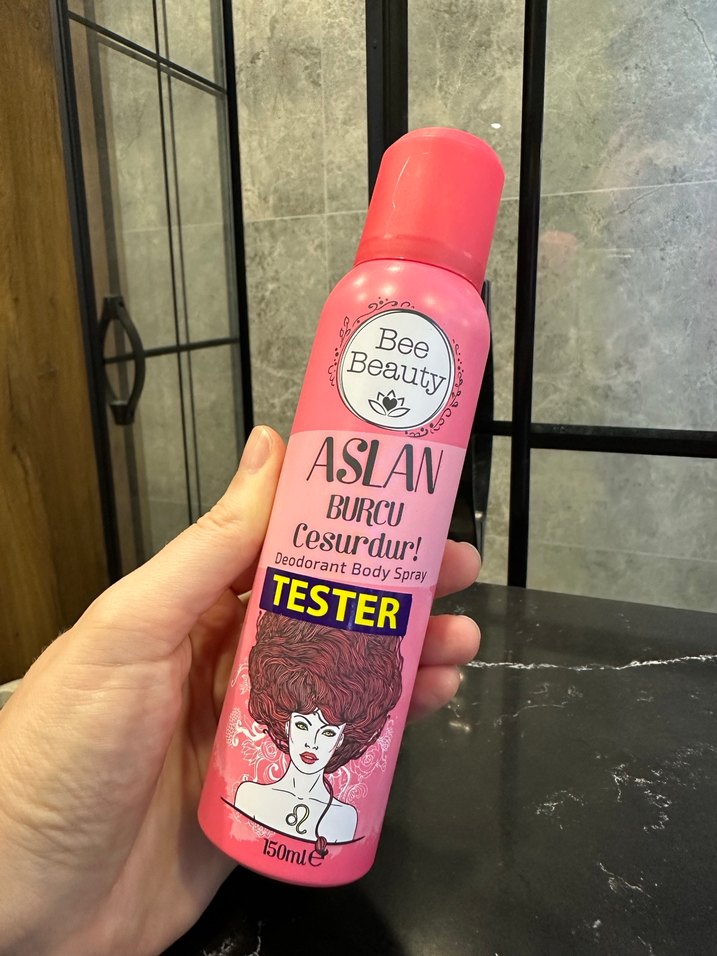 Bee
Beauty
ASLAN
BURCU
Cesurdur!
Deodorant Body Spray
TESTER
150ml e